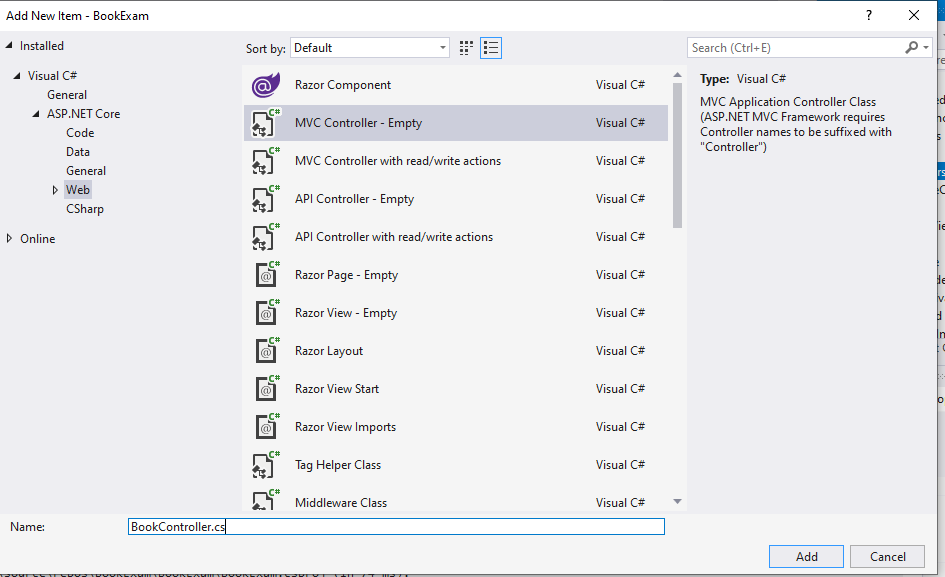 Add New Item - BookExam
?
Installed
Sort by: Default
Search (Ctrl+E)
Visual C#
General
ASP.NET Core
Code
Data
General
Web
CSharp
Online
Razor Component Visual C#
MVC Controller - Empty Visual C#
MVC Controller with read/write actions Visual C#
API Controller - Empty Visual C#
API Controller with read/write actions Visual C#
Razor Page - Empty Visual C#
Razor View - Empty Visual C#
Razor Layout Visual C#
Razor View Start Visual C#
Razor View Imports Visual C#
Tag Helper Class Visual C#
Middleware Class Visual C#
Type: Visual C#
MVC Application Controller Class
(ASP.NET MVC Framework requires
Controller names to be suffixed with
"Controller")
Name: BookController.cs
Add Cancel